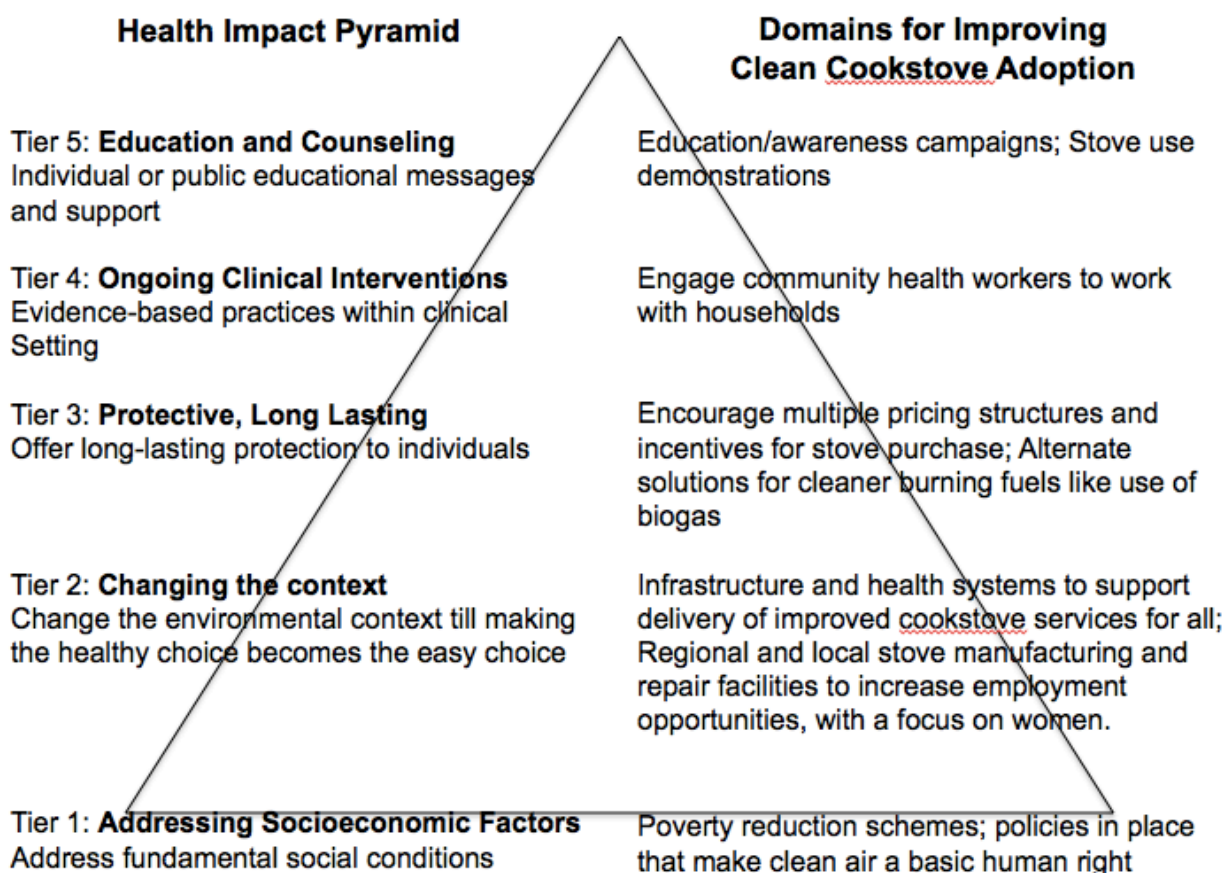 Health Impact Pyramid
Domains for Improving
Clean Cookstove Adoption
Tier 5: Education and Counseling
Individual or public educational messages
and support
Education/awareness campaigns; Stove use
demonstrations
Tier 4: Ongoing Clinical Interventions
Evidence-based practices within clinical
Setting
Engage community health workers to work
with households
Tier 3: Protective, Long Lasting
Offer long-lasting protection to individuals
Encourage multiple pricing structures and
incentives for stove purchase; Alternate
solutions for cleaner burning fuels like use of
biogas
Tier 2: Changing the context
Change the environmental context till making
the healthy choice becomes the easy choice
Infrastructure and health systems to support
delivery of improved cookstove services for all;
Regional and local stove manufacturing and
repair facilities to increase employment
opportunities, with a focus on women.
Tier 1: Addressing Socioeconomic Factors
Address fundamental social conditions
Poverty reduction schemes; policies in place
that make clean air a basic human right